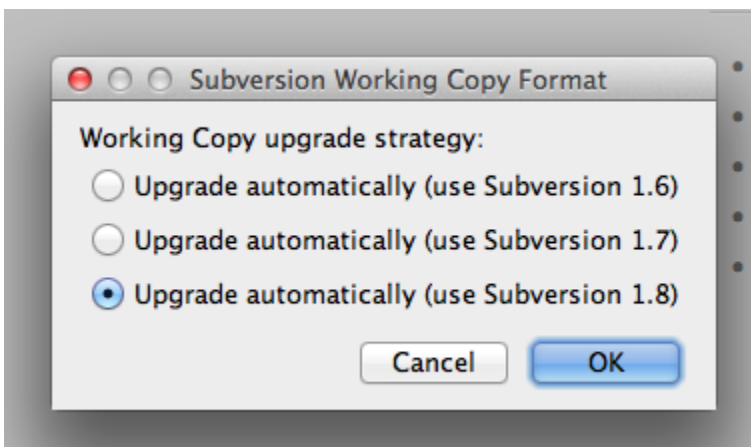 Subversion Working Copy Format
Working Copy upgrade strategy:
Upgrade automatically (use Subversion 1.6)
Upgrade automatically (use Subversion 1.7)
Upgrade automatically (use Subversion 1.8)
Cancel OK